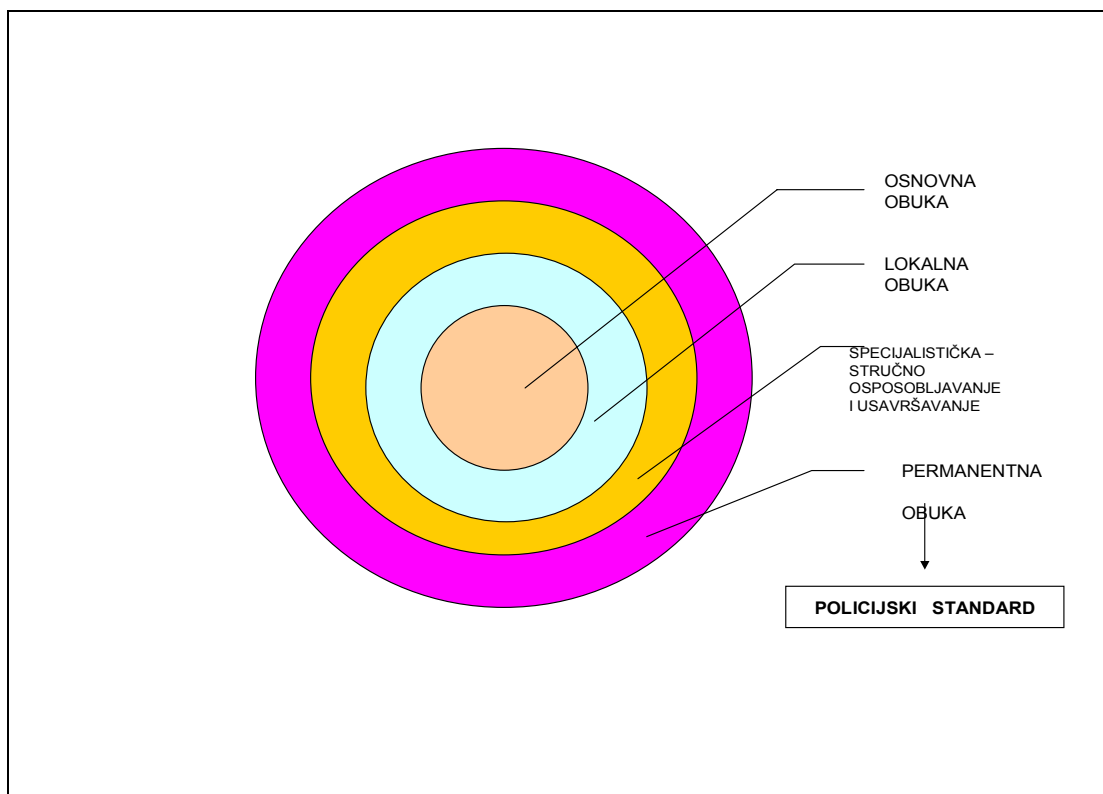 OSNOVNA
OBUKA
LOKALNA
OBUKA
SPECIJALISTIČKA –
STRUČNO
OSPOSOBLJAVANJE
I USAVRŠAVANJE
PERMANENTNA
OBUKA
POLICIJSKI STANDARD